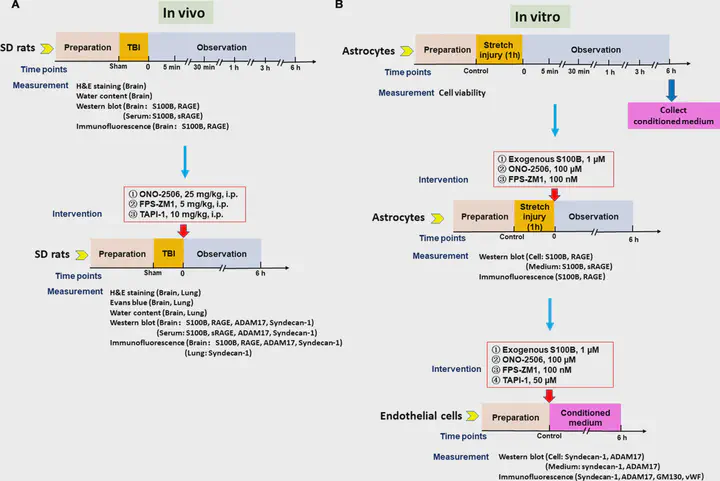 A
In vivo
SD rats
Preparation
TBI
Observation
Time points
Sham
0
5 min
30 min
1 h
3 h
6 h
Measurement
H&E staining (Brain)
Water content (Brain)
Western blot (Brain: S100B, RAGE)
(Serum: S100B, sRAGE)
Immunofluorescence (Brain: S100B, RAGE)
Intervention
① ONO-2506, 25 mg/kg, i.p.
② FPS-ZM1, 5 mg/kg, i.p.
③ TAPI-1, 10 mg/kg, i.p.
SD rats
Preparation
TBI
Observation
Time points
Sham
0
6 h
Measurement
H&E staining (Brain, Lung)
Evans blue (Brain, Lung)
Water content (Brain, Lung)
Western blot (Brain: S100B, RAGE, ADAM17, Syndecan-1)
(Serum: S100B, sRAGE, ADAM17, Syndecan-1)
Immunofluorescence (Brain: S100B, RAGE, ADAM17, Syndecan-1)
(Lung: Syndecan-1)
B
In vitro
Astrocytes
Preparation
Stretch
injury (1h)
Observation
Time points
Control
0
5 min
30 min
1 h
3 h
6 h
Measurement
Cell viability
Collect
conditioned medium
Intervention
① Exogenous S100B, 1 μM
② ONO-2506, 100 μM
③ FPS-ZM1, 100 nM
Astrocytes
Preparation
Stretch
injury (1h)
Observation
Time points
Control
0
6 h
Measurement
Western blot (Cell: S100B, RAGE)
(Medium: S100B, sRAGE)
Immunofluorescence (S100B, RAGE)
Intervention
① Exogenous S100B, 1 μM
② ONO-2506, 100 μM
③ FPS-ZM1, 100 nM
④ TAPI-1, 50 μM
Endothelial cells
Preparation
Conditioned
medium
Time points
Control
6 h
Measurement
Western blot (Cell: Syndecan-1, ADAM17)
(Medium: syndecan-1, ADAM17)
Immunofluorescence (Syndecan-1, ADAM17, GM130, vWF)